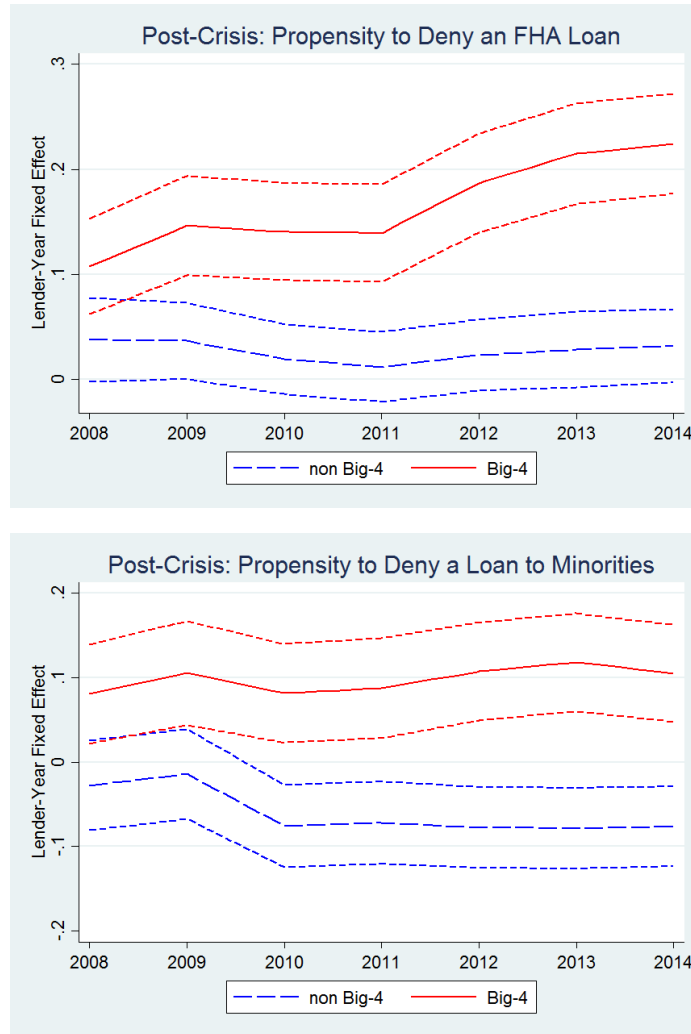 Post-Crisis: Propensity to Deny an FHA Loan
Lender-Year Fixed Effect
.3
.2
.1
0
2008 2009 2010 2011 2012 2013 2014
non Big-4 Big-4
Post-Crisis: Propensity to Deny a Loan to Minorities
Lender-Year Fixed Effect
.2
.1
0
-.1
-.2
2008 2009 2010 2011 2012 2013 2014
non Big-4 Big-4